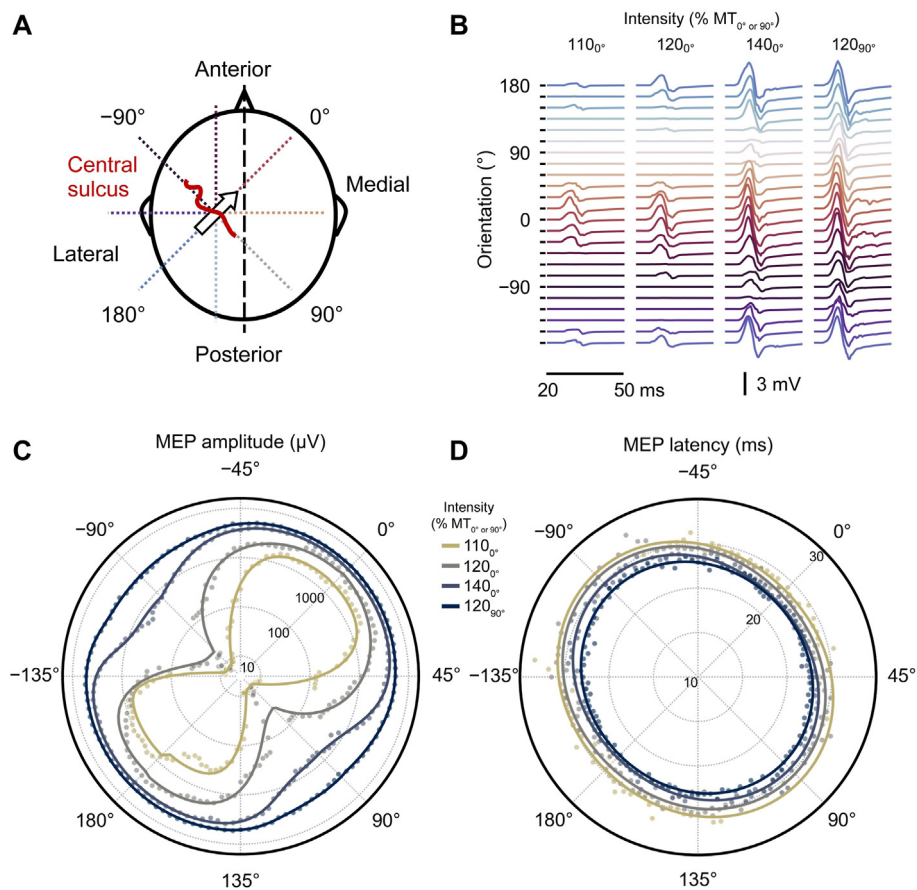 A
Anterior
−90°
0°
Central
sulcus
Medial
Lateral
180°
90°
Posterior
B
Intensity (% MT0° or 90°)
1100° 1200° 1400° 12090°
Orientation (°)
180
90
0
−90
20 50 ms
3 mV
C
MEP amplitude (µV)
−45°
−90°
0°
1000
100
10
−135°
45°
180°
90°
135°
Intensity
(% MT0° or 90°)
1100°
1200°
1400°
12090°
D
MEP latency (ms)
−45°
−90°
0°
30
20
10
−135°
45°
180°
90°
135°